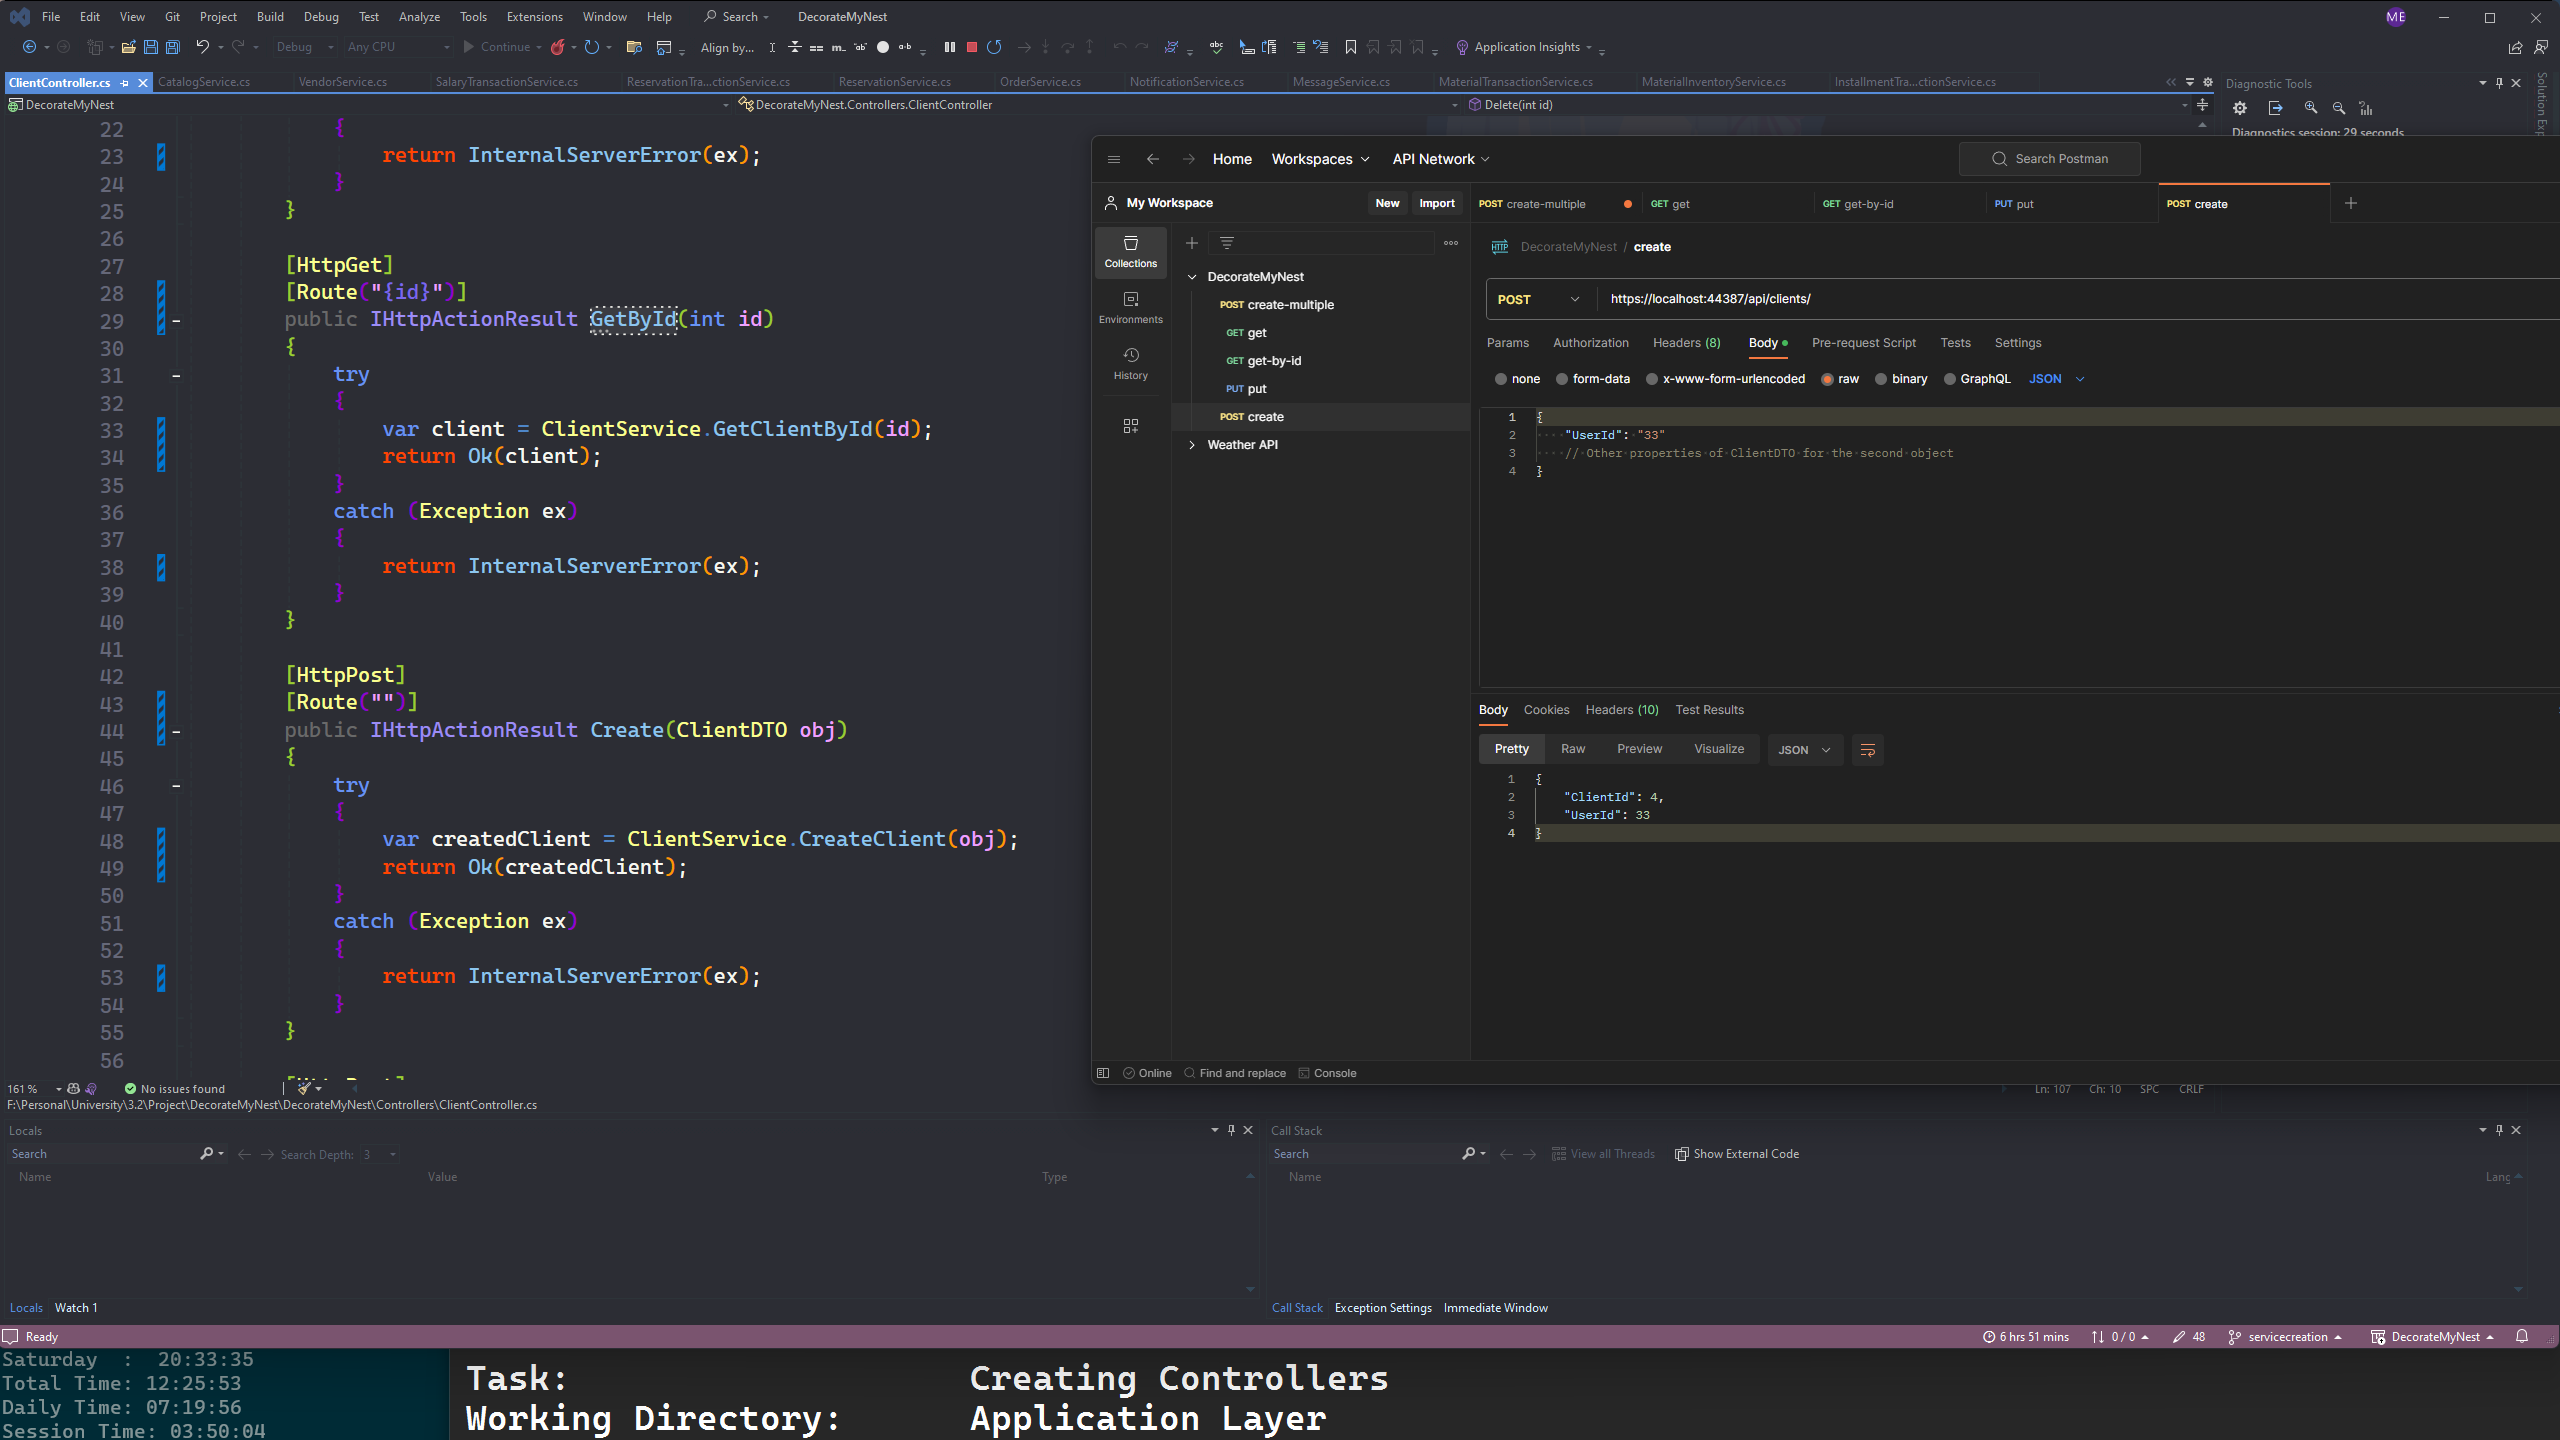 File Edit View Git Project Build Debug Test Analyze Tools Extensions Window Help Search DecorateMyNest ME
Debug Any CPU Continue Align by... Application Insights
ClientController.cs CatalogService.cs VendorService.cs SalaryTransactionService.cs ReservationTra...ctionService.cs ReservationService.cs OrderService.cs NotificationService.cs MessageService.cs MaterialTransactionService.cs MaterialInventoryService.cs InstallmentTra...ctionService.cs Diagnostic Tools
DecorateMyNest DecorateMyNest.Controllers.ClientController Delete(int id)
Solution Exp
Diagnostics session: 29 seconds
22 {
23 return InternalServerError(ex);
24 }
25 }
26
27 [HttpGet]
28 [Route("{id}")]
29 public IHttpActionResult GetById(int id)
30 {
31 try
32 {
33 var client = ClientService.GetClientById(id);
34 return Ok(client);
35 }
36 catch (Exception ex)
37 {
38 return InternalServerError(ex);
39 }
40 }
41
42 [HttpPost]
43 [Route("")]
44 public IHttpActionResult Create(ClientDTO obj)
45 {
46 try
47 {
48 var createdClient = ClientService.CreateClient(obj);
49 return Ok(createdClient);
50 }
51 catch (Exception ex)
52 {
53 return InternalServerError(ex);
54 }
55 }
56
Home Workspaces API Network Search Postman
My Workspace New Import POST create-multiple GET get GET get-by-id PUT put POST create
Collections
Environments
History
DecorateMyNest
POST create-multiple
GET get
GET get-by-id
PUT put
POST create
Weather API
HTTP DecorateMyNest / create
POST https://localhost:44387/api/clients/
Params Authorization Headers (8) Body Pre-request Script Tests Settings
none form-data x-www-form-urlencoded raw binary GraphQL JSON
1 {
2 "UserId": "33"
3 // Other properties of ClientDTO for the second object
4 }
Body Cookies Headers (10) Test Results
Pretty Raw Preview Visualize JSON
1 {
2 "ClientId": 4,
3 "UserId": 33
4 }
Online Find and replace Console
161 % No issues found Ln: 107 Ch: 10 SPC CRLF
F:\Personal\University\3.2\Project\DecorateMyNest\DecorateMyNest\Controllers\ClientController.cs
Locals Call Stack
Search Search Depth: 3 Search View all Threads Show External Code
Name Value Type Name Lang
Locals Watch 1 Call Stack Exception Settings Immediate Window
Ready 6 hrs 51 mins 0 / 0 48 servicecreation DecorateMyNest
Saturday : 20:33:35
Total Time: 12:25:53
Daily Time: 07:19:56
Session Time: 03:50:04
Task: Creating Controllers
Working Directory: Application Layer